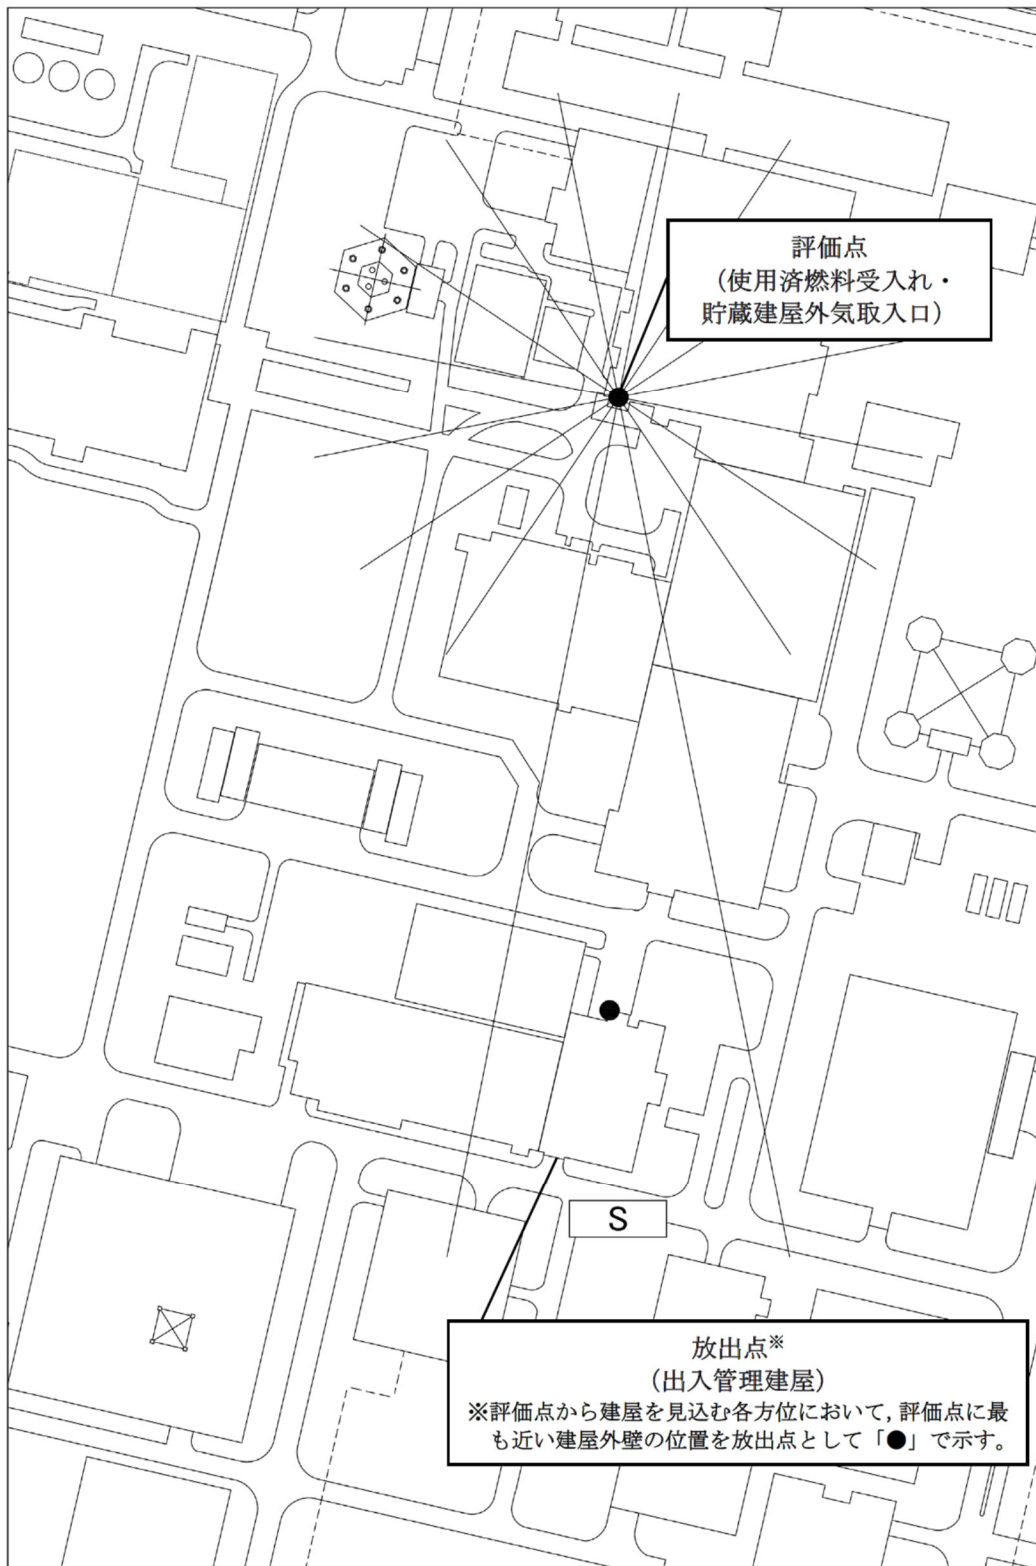 評価点
（使用済燃料受入れ・
貯蔵建屋外気取入口）
S
放出点※
（出入管理建屋）
※評価点から建屋を見込む各方位において，評価点に最
も近い建屋外壁の位置を放出点として「●」で示す。